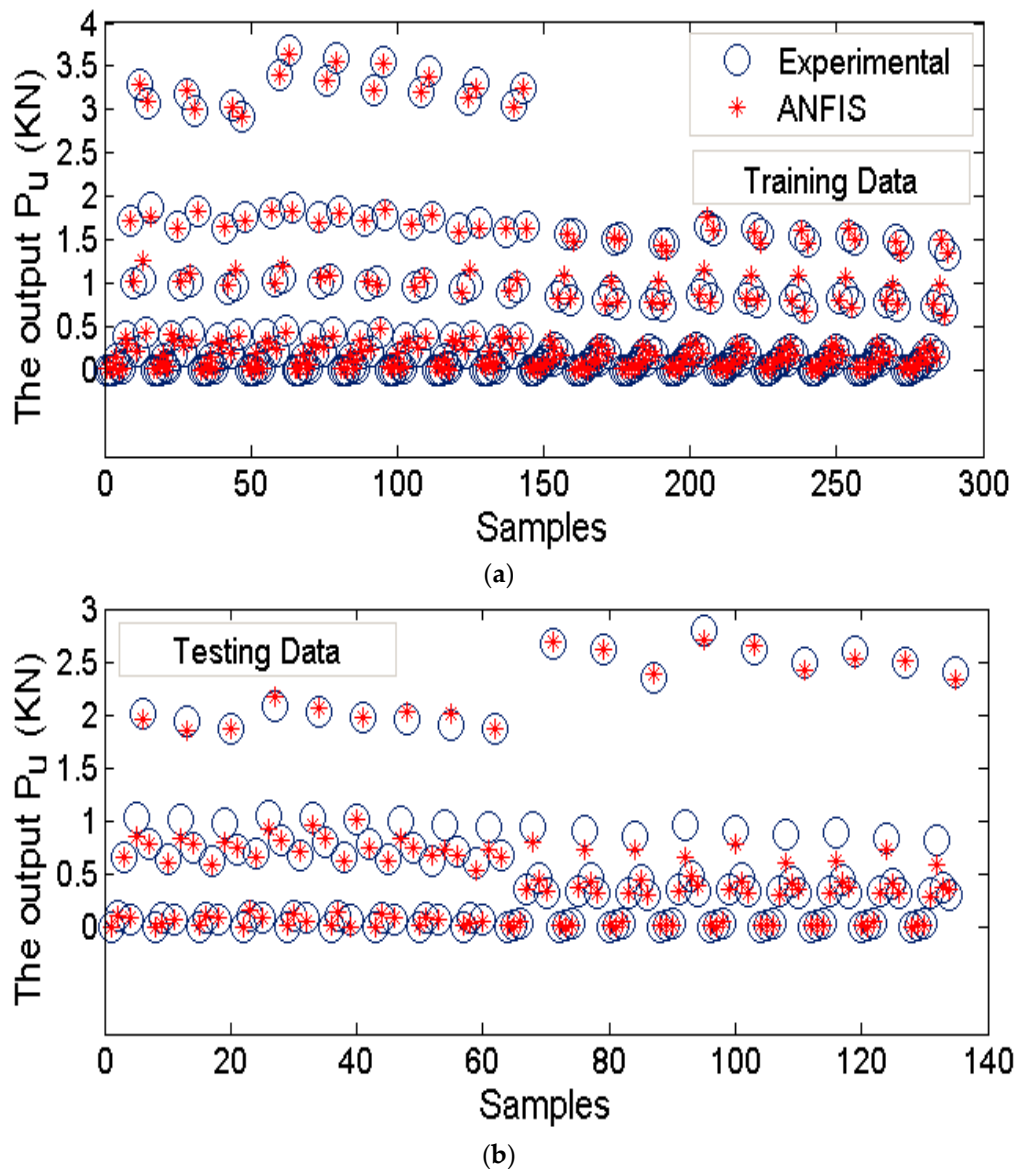 The output Pu (KN)
4
3.5
3
2.5
2
1.5
1
0.5
0
Experimental
ANFIS
Training Data
0 50 100 150 200 250 300
Samples
(a)
The output Pu (KN)
3
2.5
2
1.5
1
0.5
0
Testing Data
0 20 40 60 80 100 120 140
Samples
(b)